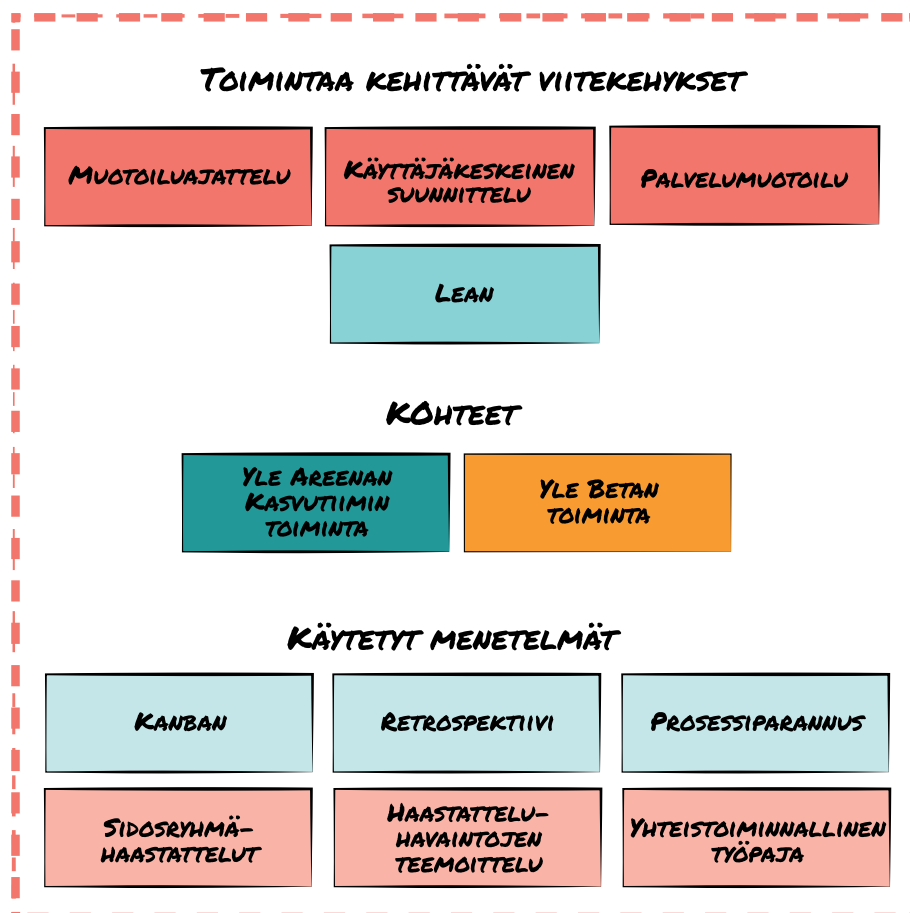 Toimintaa kehittävät viitekehykset
Muotoiluajattelu
Käyttäjäkeskeinen
suunnittelu
Palvelumuotoilu
Lean
KOhteet
Yle Areenan
Kasvutiimin
toiminta
Yle Betan
toiminta
Käytetyt menetelmät
Kanban
Retrospektiivi
Prosessiparannus
Sidosryhmä-
haastattelut
Haastattelu-
havaintojen
teemoittelu
Yhteistoiminnallinen
työpaja